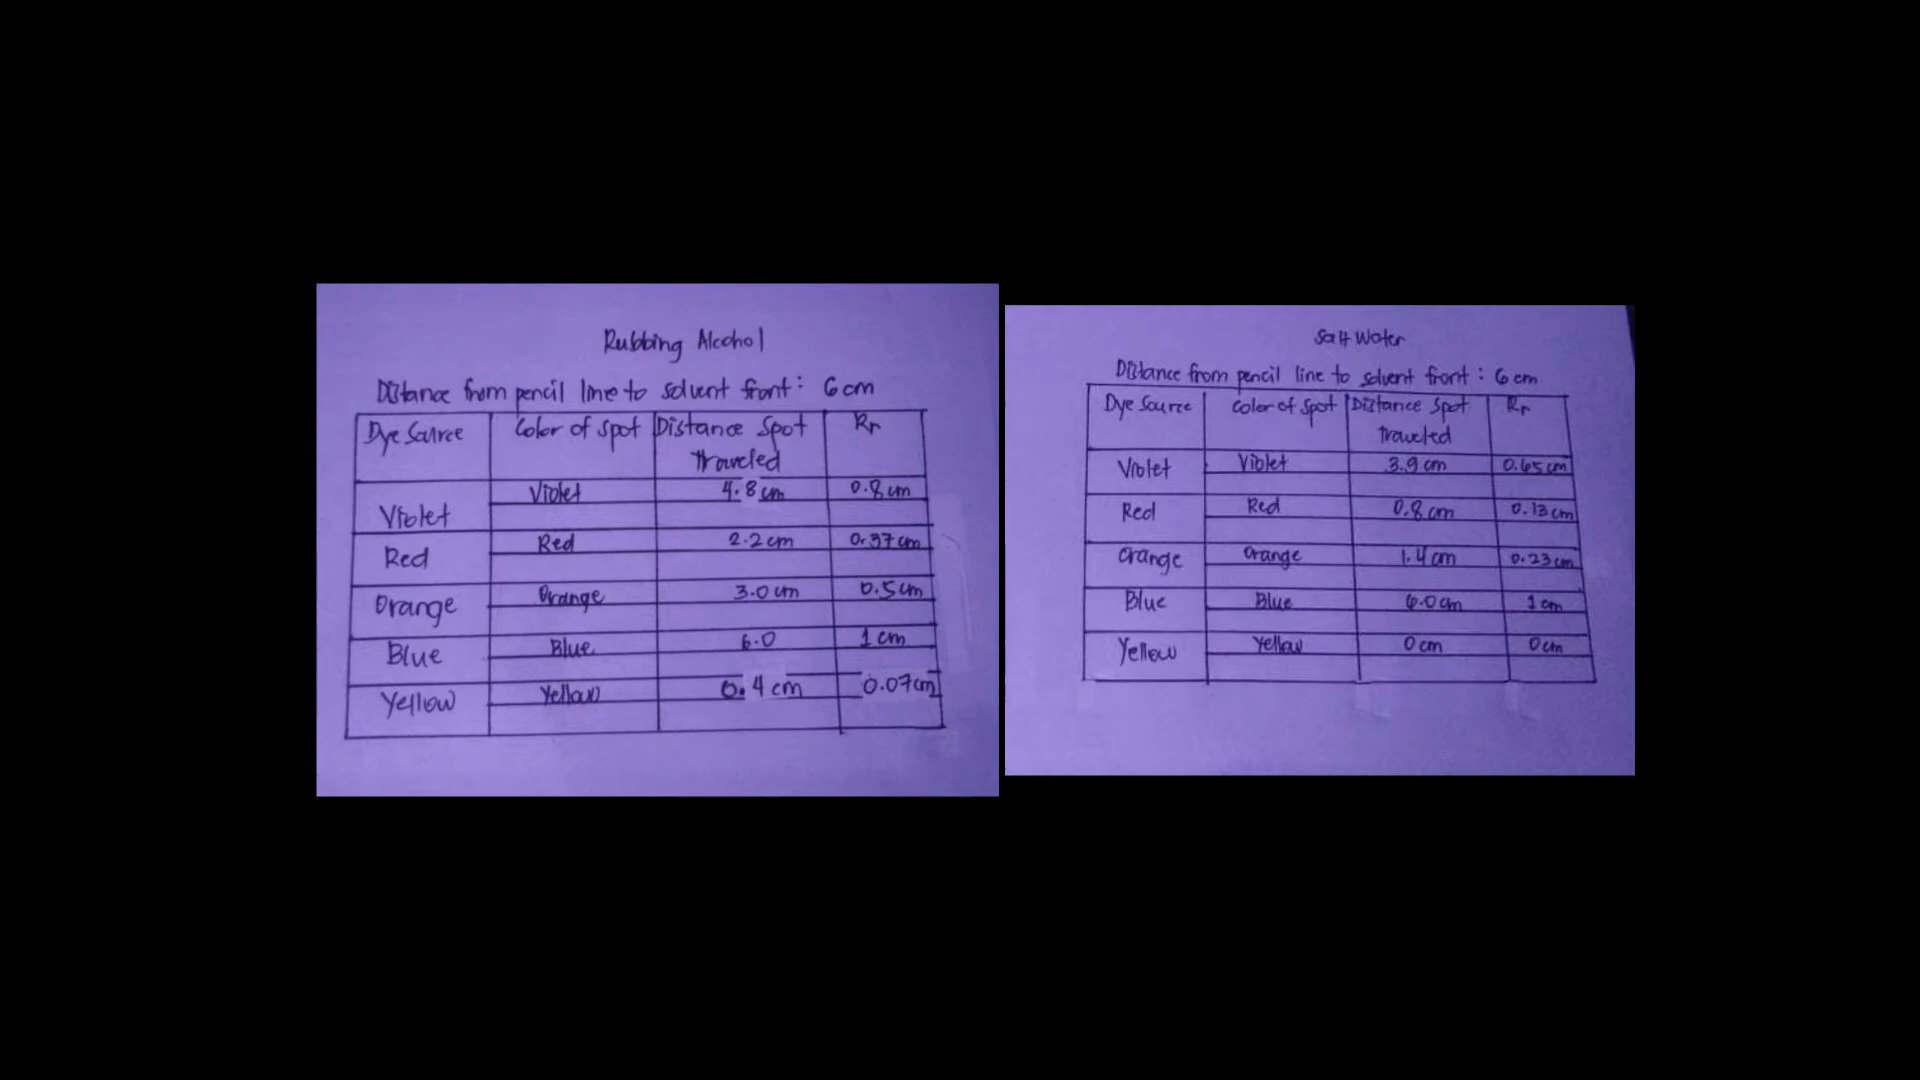 Rubbing Alcohol
Distance from pencil line to solvent front: 6 cm
Dye Source Color of Spot Distance Spot traveled Rr
Violet Violet 4.8 cm 0.8 cm
Red Red 2.2 cm 0.37 cm
Orange Orange 3.0 cm 0.5 cm
Blue Blue 6.0 1 cm
Yellow Yellow 0.4 cm 0.07 cm
Salt Water
Distance from pencil line to solvent front: 6 cm
Dye Source Color of Spot Distance Spot traveled Rr
Violet Violet 3.9 cm 0.65 cm
Red Red 0.8 cm 0.13 cm
Orange Orange 1.4 cm 0.23 cm
Blue Blue 6.0 cm 1 cm
Yellow Yellow 0 cm 0 cm